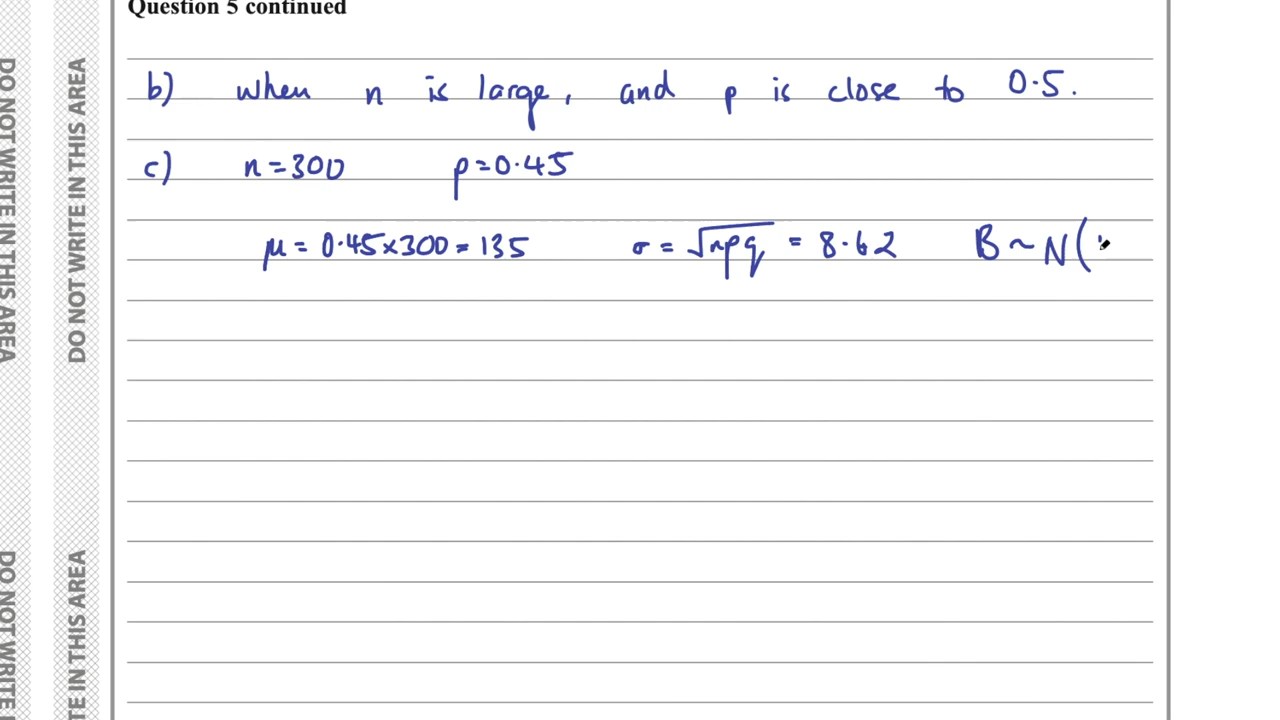 Question 5 continued
b) when n is large, and p is close to 0.5.
c) n=300 p=0.45
μ = 0.45×300 = 135 σ = √npq = 8.62 B ~ N(
DO NOT WRITE IN THIS AREA
DO NOT WRITE IN THIS AREA
DO NOT WRITE
TE IN THIS AREA